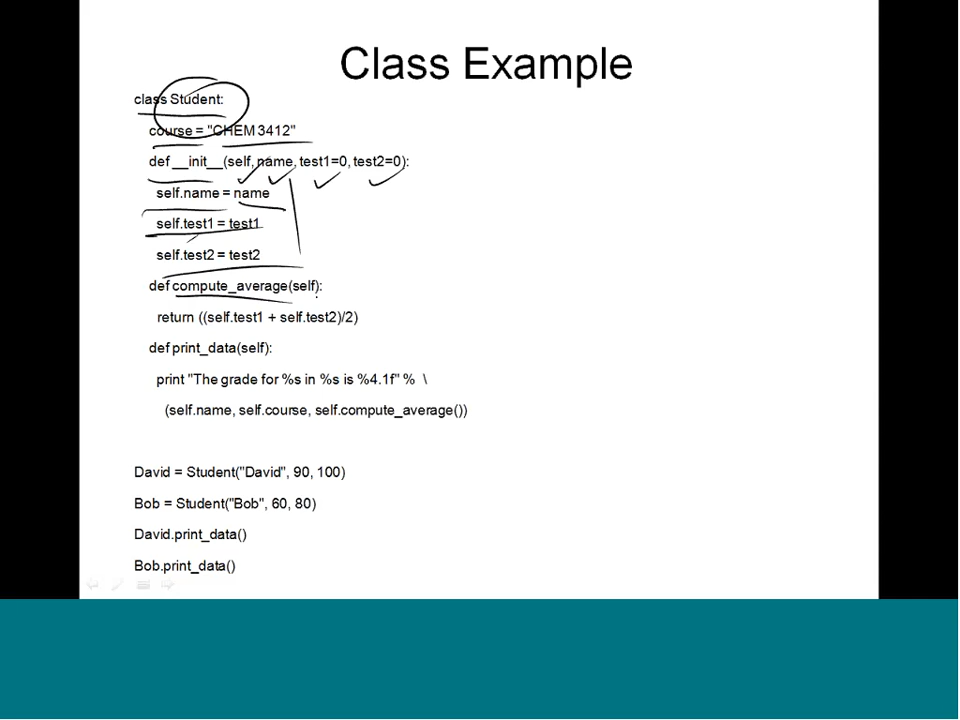 Class Example
class Student:
course = "CHEM 3412"
def __init__(self, name, test1=0, test2=0):
self.name = name
self.test1 = test1
self.test2 = test2
def compute_average(self):
return ((self.test1 + self.test2)/2)
def print_data(self):
print "The grade for %s in %s is %4.1f" % \
(self.name, self.course, self.compute_average())
David = Student("David", 90, 100)
Bob = Student("Bob", 60, 80)
David.print_data()
Bob.print_data()